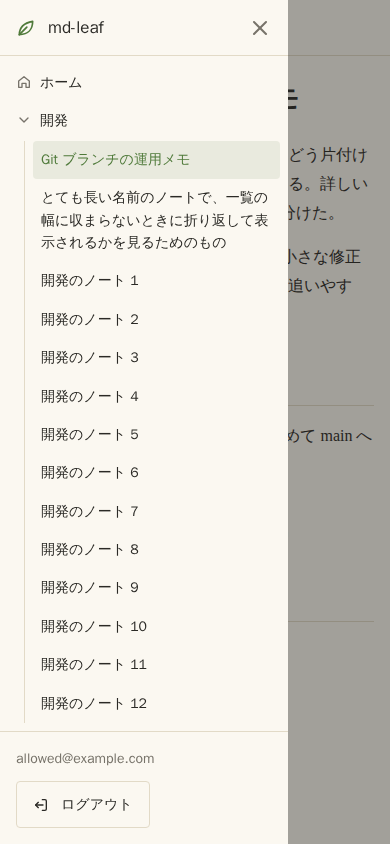 md-leaf
ホーム
開発
Git ブランチの運用メモ
とても長い名前のノートで、一覧の
幅に収まらないときに折り返して表
示されるかを見るためのもの
開発のノート 1
開発のノート 2
開発のノート 3
開発のノート 4
開発のノート 5
開発のノート 6
開発のノート 7
開発のノート 8
開発のノート 9
開発のノート 10
開発のノート 11
開発のノート 12
allowed@example.com
ログアウト
どう片付け
る。詳しい
分けた。
小さな修正
追いやす
めて main へ